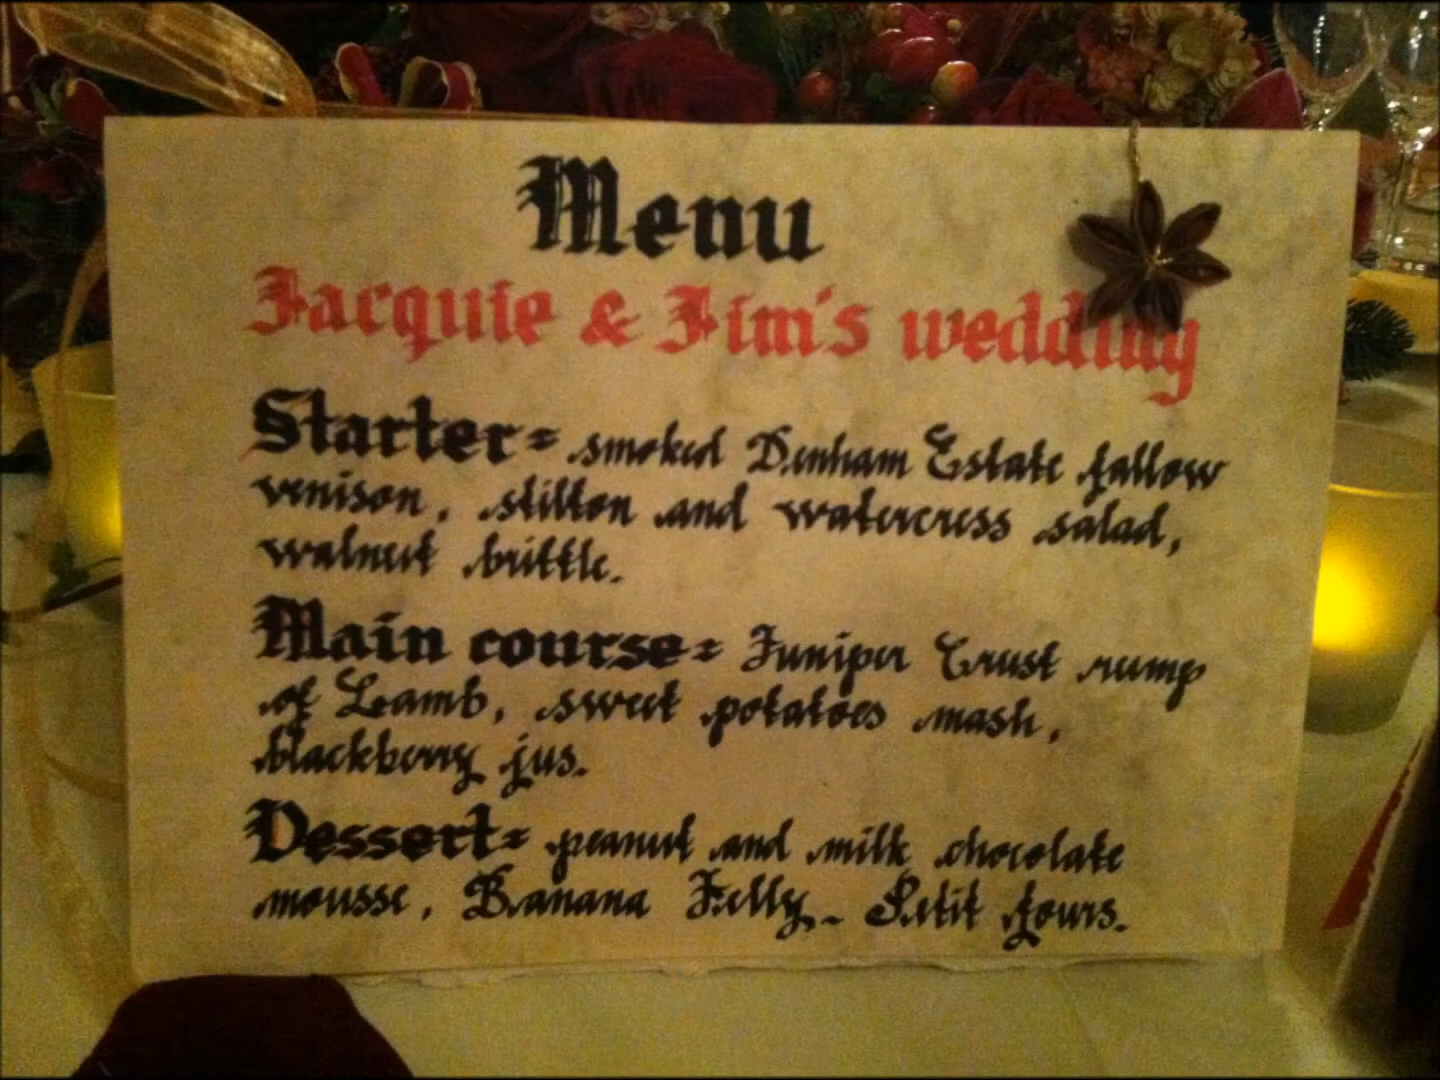 Menu
Jacquie & Jim's wedding
Starter= smoked Denham Estate fallow
venison, stilton and watercress salad,
walnut brittle.
Main course= Juniper Crust rump
of Lamb, sweet potatoes mash,
blackberry jus.
Dessert= peanut and milk chocolate
mousse, Banana Jelly- Petit fours.